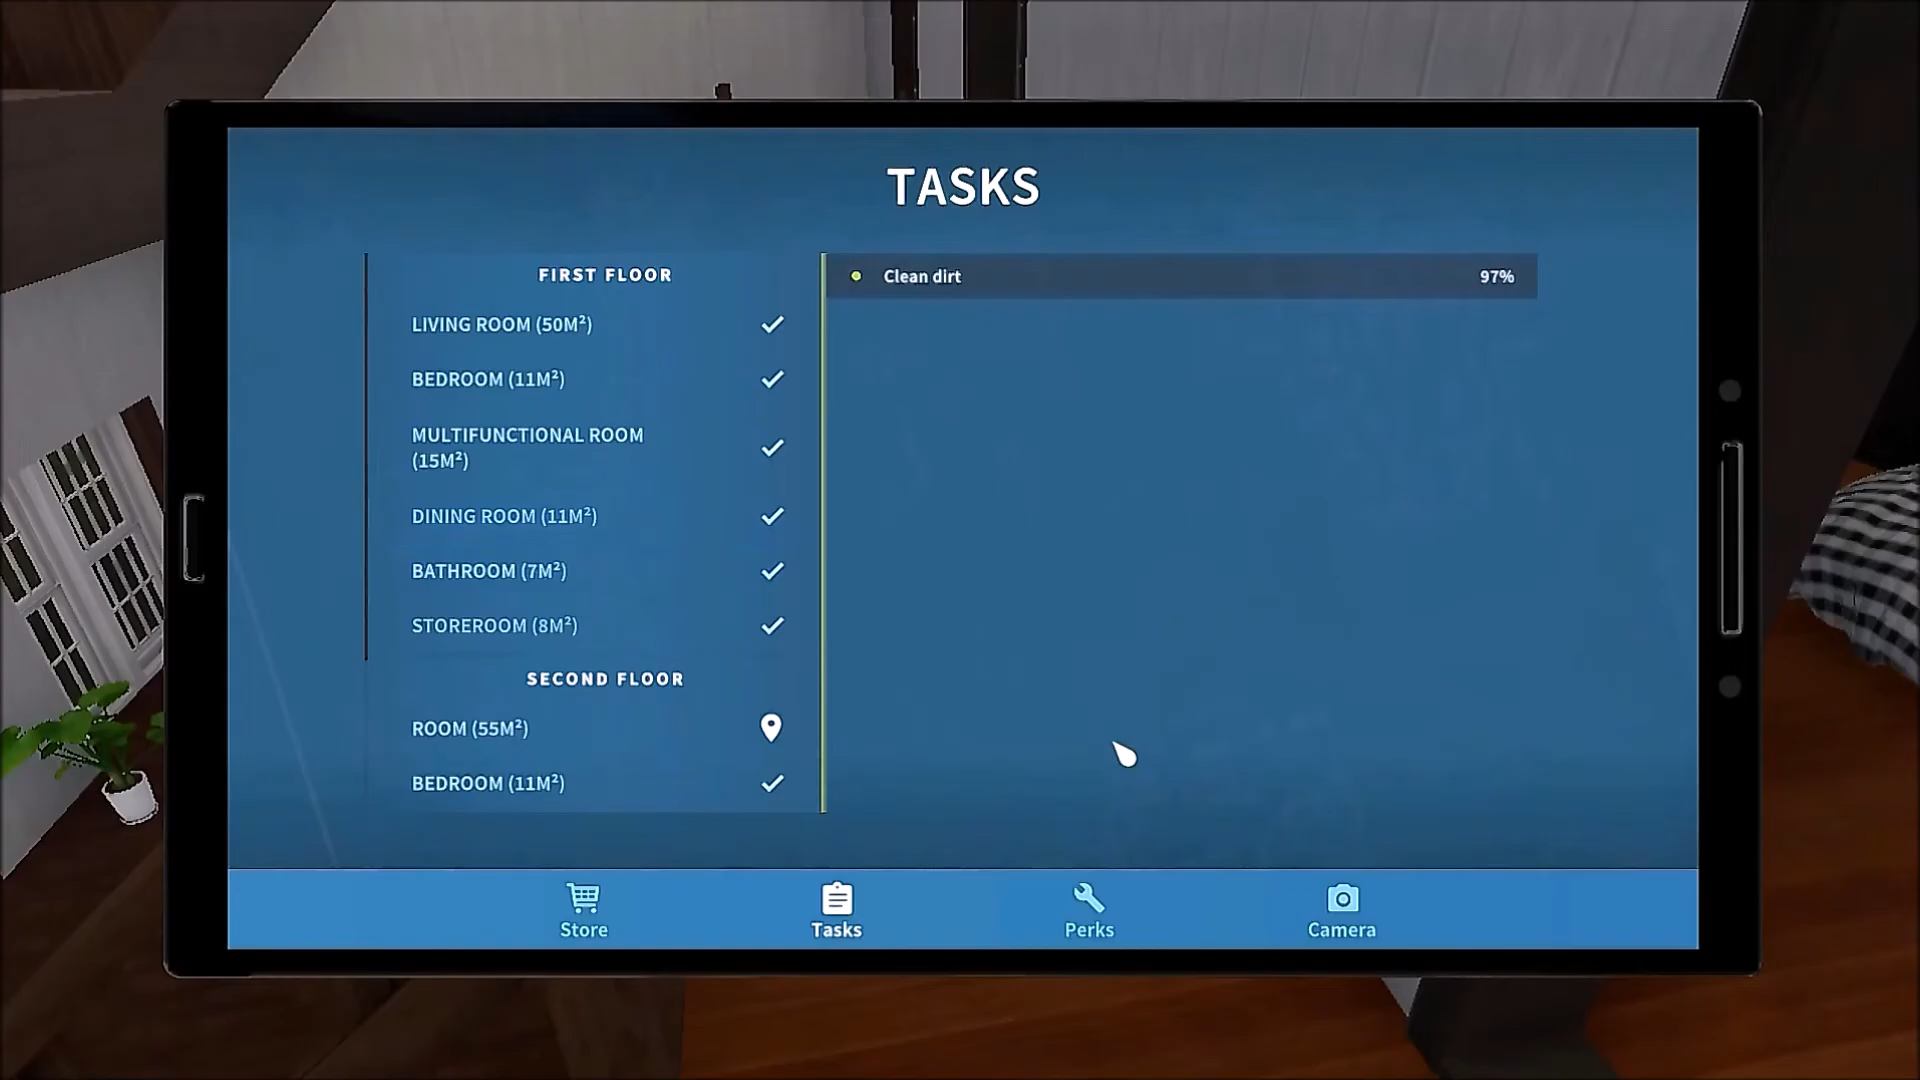 TASKS
FIRST FLOOR
LIVING ROOM (50M²)
BEDROOM (11M²)
MULTIFUNCTIONAL ROOM
(15M²)
DINING ROOM (11M²)
BATHROOM (7M²)
STOREROOM (8M²)
SECOND FLOOR
ROOM (55M²)
BEDROOM (11M²)
Clean dirt 97%
Store Tasks Perks Camera